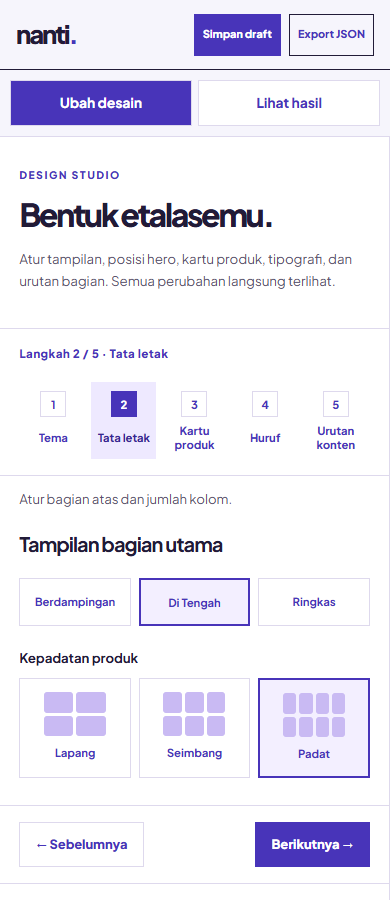 nanti.
Simpan draft
Export JSON
Ubah desain
Lihat hasil
DESIGN STUDIO
Bentuk etalasemu.
Atur tampilan, posisi hero, kartu produk, tipografi, dan
urutan bagian. Semua perubahan langsung terlihat.
Langkah 2 / 5 · Tata letak
1
2
3
4
5
Tema
Tata letak
Kartu
produk
Huruf
Urutan
konten
Atur bagian atas dan jumlah kolom.
Tampilan bagian utama
Berdampingan
Di Tengah
Ringkas
Kepadatan produk
Lapang
Seimbang
Padat
← Sebelumnya
Berikutnya →